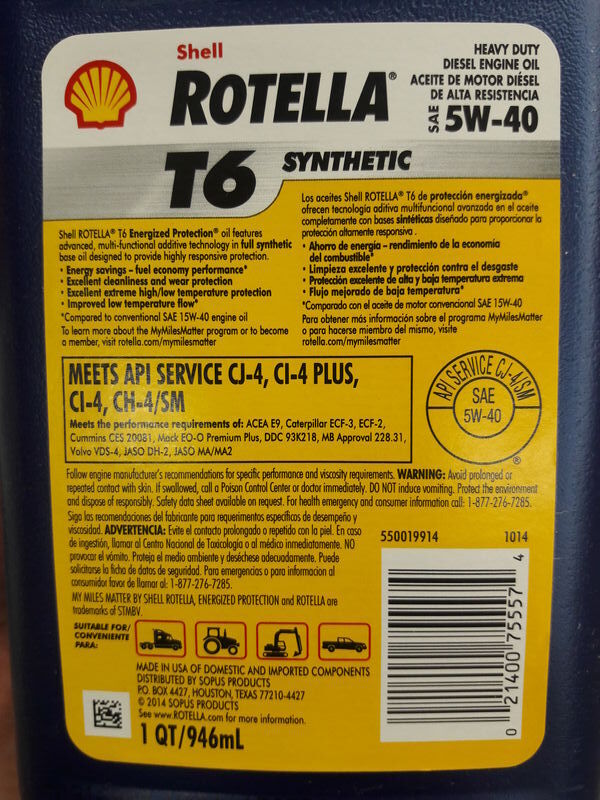 Shell
ROTELLA®
HEAVY DUTY
DIESEL ENGINE OIL
ACEITE DE MOTOR DIÉSEL
DE ALTA RESISTENCIA
SAE 5W-40
T6 SYNTHETIC
Shell ROTELLA® T6 Energized Protection® oil features
advanced, multi-functional additive technology in full synthetic
base oil designed to provide highly responsive protection.
• Energy savings – fuel economy performance*
• Excellent cleanliness and wear protection
• Excellent extreme high/low temperature protection
• Improved low temperature flow*
*Compared to conventional SAE 15W-40 engine oil
To learn more about the MyMilesMatter program or to become
a member, visit rotella.com/mymilesmatter
Los aceites Shell ROTELLA® T6 de protección energizada®
ofrecen tecnología aditiva multifuncional avanzada en el aceite
completamente con bases sintéticas diseñado para proporcionar la
protección altamente responsiva .
• Ahorro de energía – rendimiento de la economía
del combustible*
• Limpieza excelente y protección contra el desgaste
• Protección excelente de alta y baja temperatura extrema
• Flujo mejorado de baja temperatura*
*Comparado con el aceite de motor convencional SAE 15W-40
Para obtener más información sobre el programa MyMilesMatter
o para hacerse miembro del mismo, visite
rotella.com/mymilesmatter
MEETS API SERVICE CJ-4, CI-4 PLUS,
CI-4, CH-4/SM
Meets the performance requirements of: ACEA E9, Caterpillar ECF-3, ECF-2,
Cummins CES 20081, Mack EO-O Premium Plus, DDC 93K218, MB Approval 228.31,
Volvo VDS-4, JASO DH-2, JASO MA/MA2
API SERVICE CJ-4/SM
SAE
5W-40
®
Follow engine manufacturer's recommendations for specific performance and viscosity requirements. WARNING: Avoid prolonged or
repeated contact with skin. If swallowed, call a Poison Control Center or doctor immediately. DO NOT induce vomiting. Protect the environment
and dispose of responsibly. Safety data sheet available on request. For health emergency and consumer information call: 1-877-276-7285.
Siga las recomendaciones del fabricante para requerimientos específicos de desempeño y
viscosidad. ADVERTENCIA: Evite el contacto prolongado o repetido con la piel. En caso
de ingestión, llamar al Centro Nacional de Toxicología o al médico inmediatamente. NO
provocar el vómito. Proteja el medio ambiente y deséchese adecuadamente. Puede
solicitarse la ficha de datos de seguridad. Para emergencias o para informacion al
consumidor favor de llamar al: 1-877-276-7285.
MY MILES MATTER BY SHELL ROTELLA, ENERGIZED PROTECTION and ROTELLA are
trademarks of STMBV.
550019914 1014
SUITABLE FOR/
CONVENIENTE
PARA:
MADE IN USA OF DOMESTIC AND IMPORTED COMPONENTS
DISTRIBUTED BY SOPUS PRODUCTS
P.O. BOX 4427, HOUSTON, TEXAS 77210-4427
© 2014 SOPUS PRODUCTS
See www.ROTELLA.com for more information.
1 QT/946mL
0 21400 75557 4